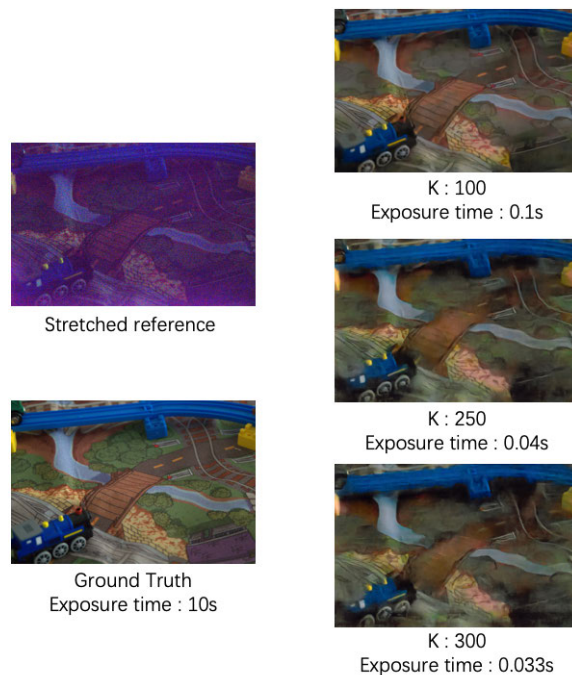 K : 100
Exposure time : 0.1s
Stretched reference
K : 250
Exposure time : 0.04s
Ground Truth
Exposure time : 10s
K : 300
Exposure time : 0.033s